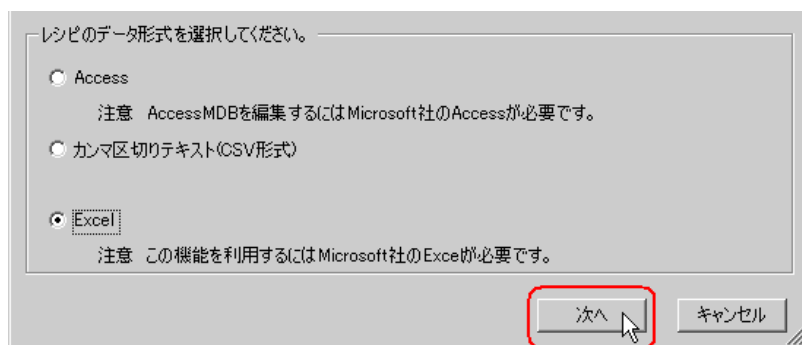 レシピのデータ形式を選択してください。
Access
注意 AccessMDBを編集するにはMicrosoft社のAccessが必要です。
カンマ区切りテキスト(CSV形式)
Excel
注意 この機能を利用するにはMicrosoft社のExcelが必要です。
次へ キャンセル